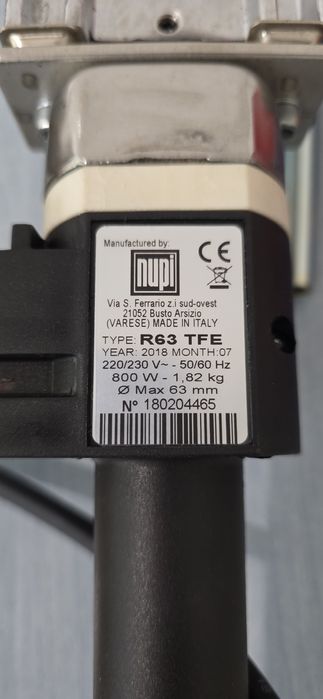 Manufactured by:
nupi
CE
Via S. Ferrario z.i sud-ovest
21052 Busto Arsizio
(VARESE) MADE IN ITALY
TYPE: R63 TFE
YEAR: 2018 MONTH:07
220/230 V~ - 50/60 Hz
800 W - 1,82 kg
Ø Max 63 mm
N° 180204465